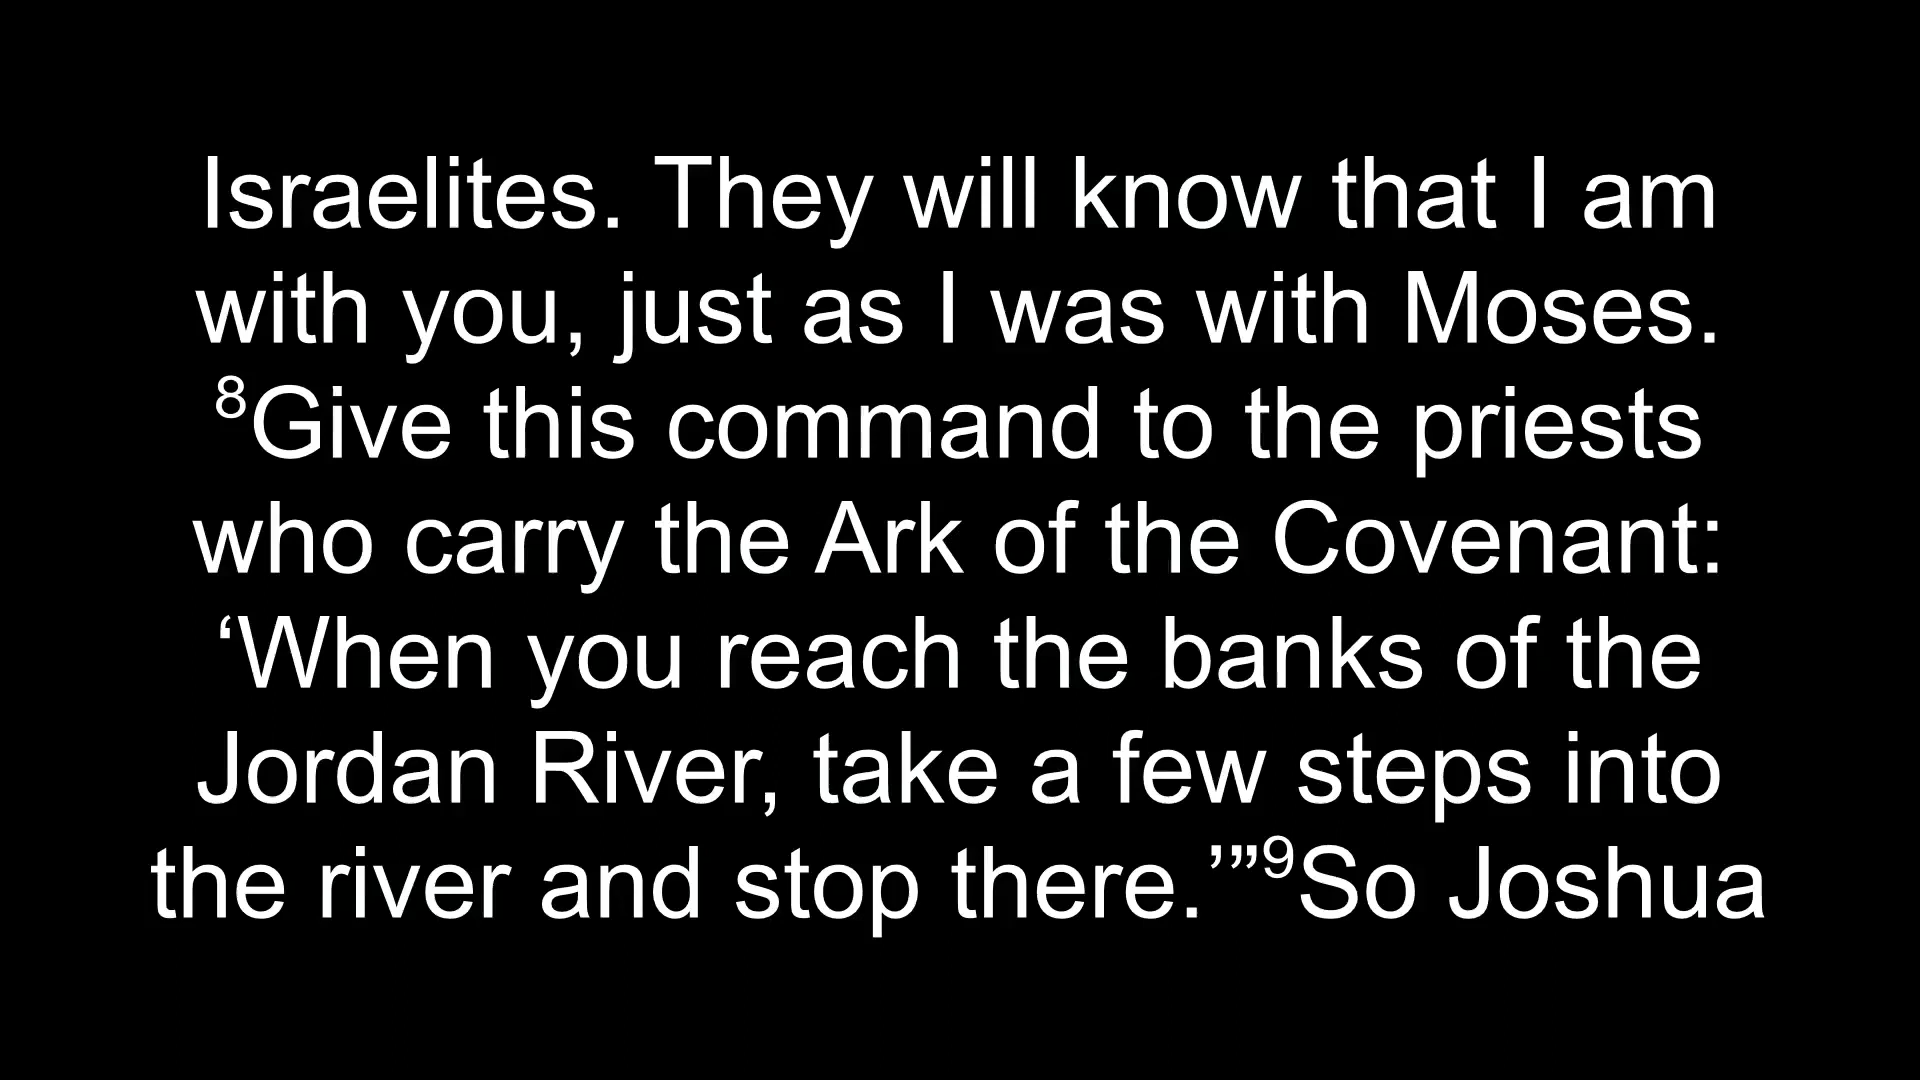 Israelites. They will know that I am
with you, just as I was with Moses.
⁸Give this command to the priests
who carry the Ark of the Covenant:
‘When you reach the banks of the
Jordan River, take a few steps into
the river and stop there.’”⁹So Joshua